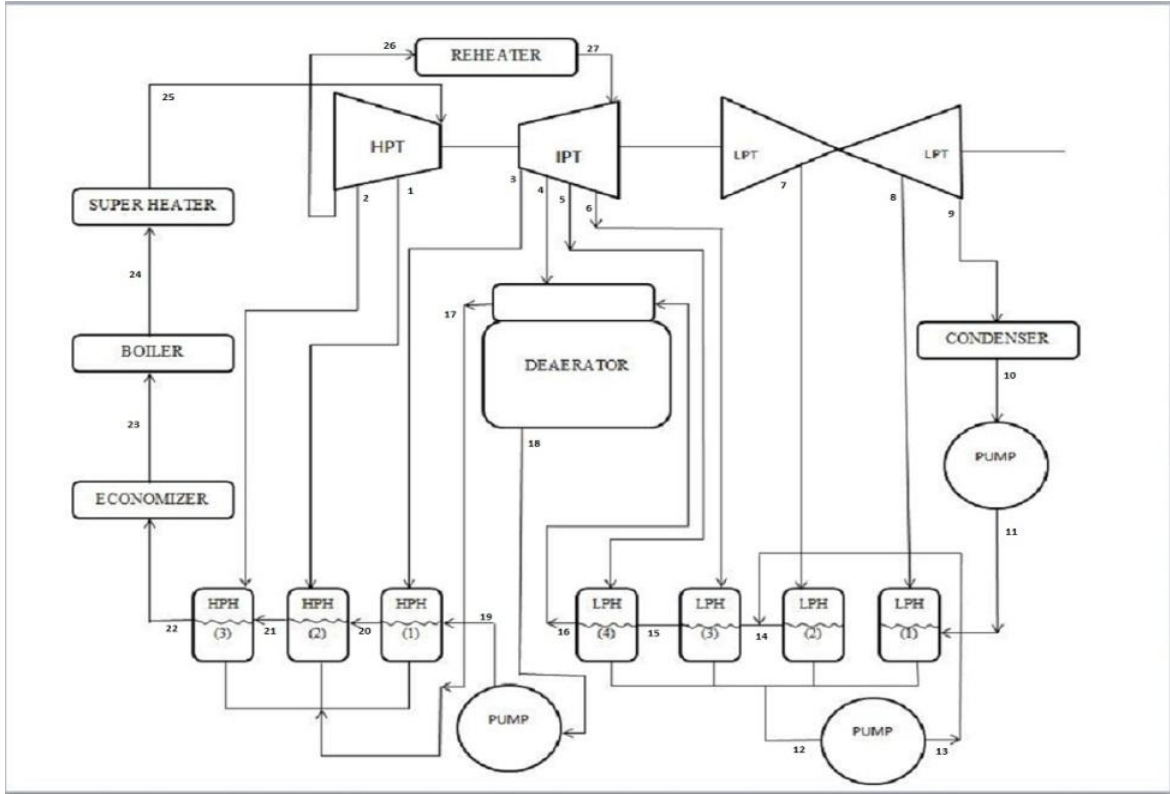 26
REHEATER
27
25
HPT
IPT
LPT
LPT
2
1
3
4
5
6
7
8
9
SUPER HEATER
24
17
BOILER
DEAERATOR
CONDENSER
10
23
18
PUMP
ECONOMIZER
11
HPH
(3)
HPH
(2)
HPH
(1)
LPH
(4)
LPH
(3)
LPH
(2)
LPH
(1)
22
21
20
19
16
15
14
PUMP
PUMP
12
13